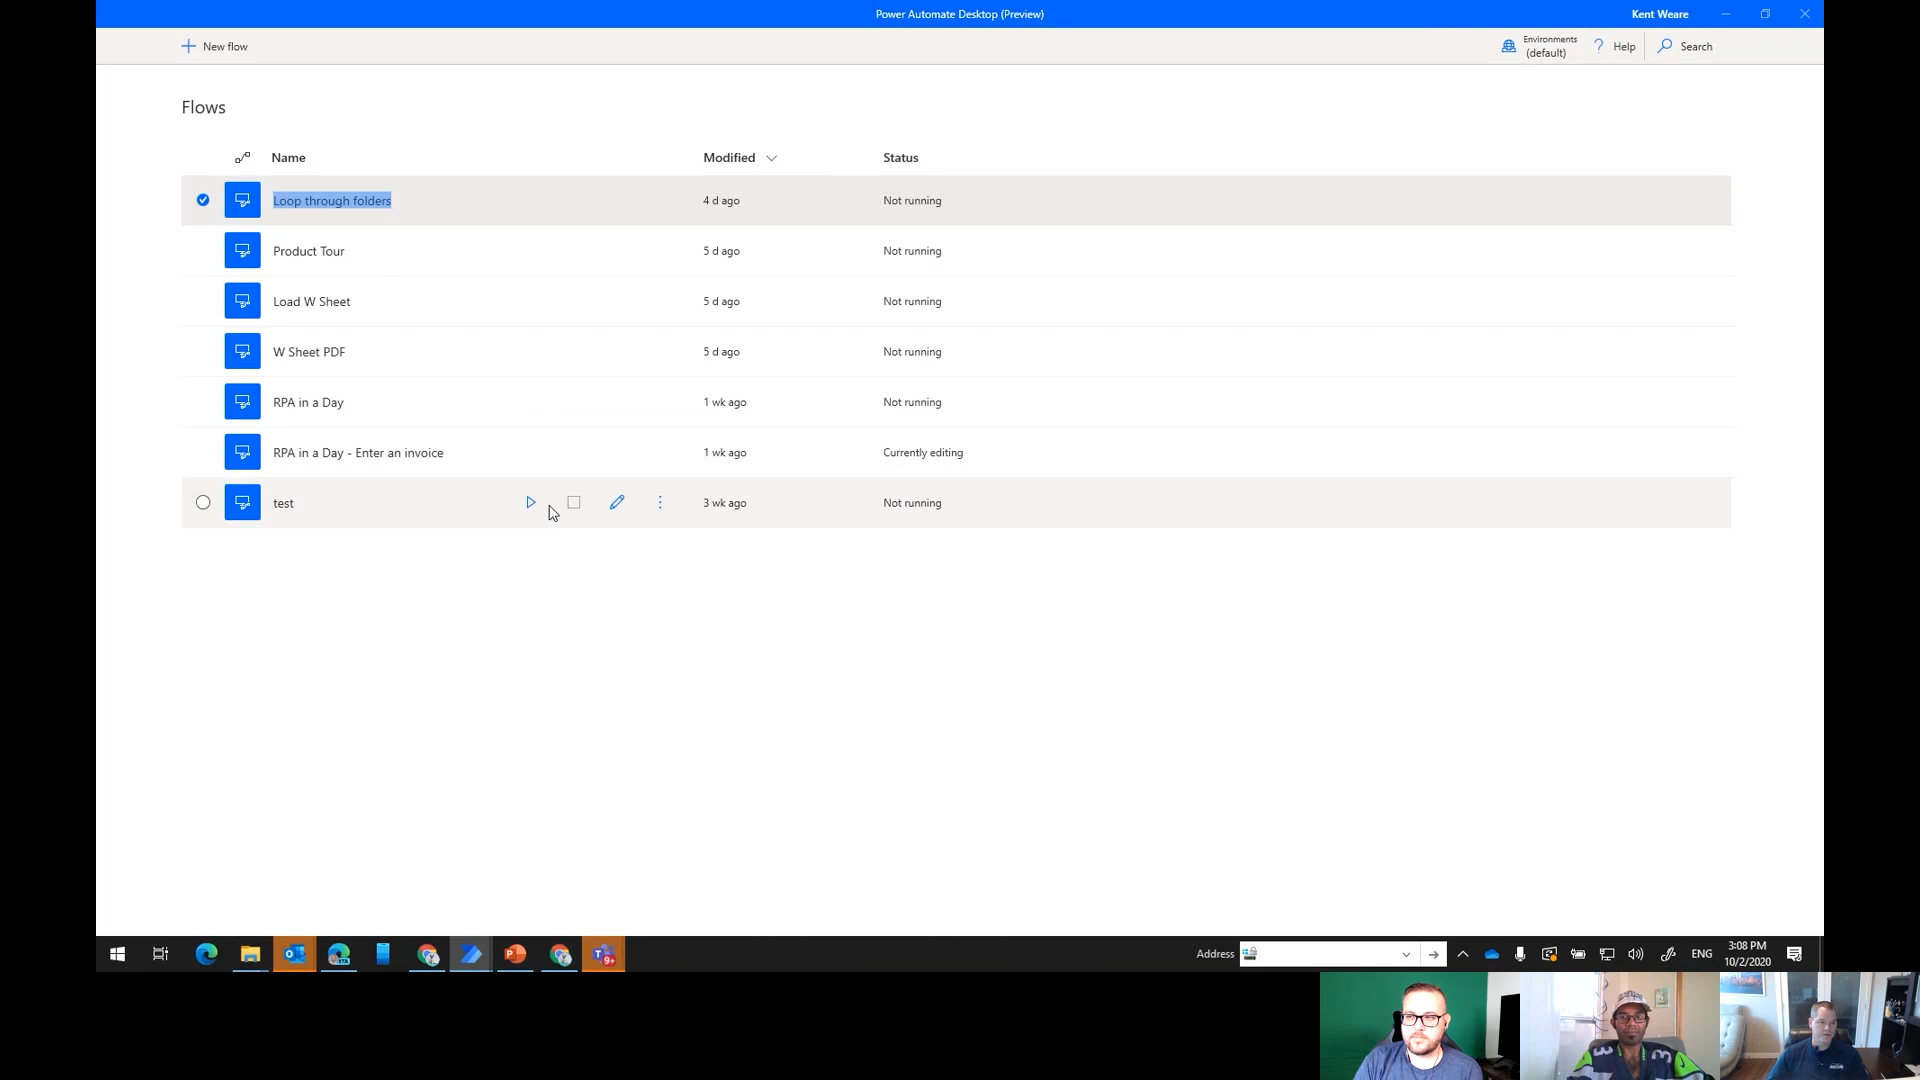 Power Automate Desktop (Preview)
Kent Weare
New flow
Environments
(default)
Help
Search
Flows
Name Modified Status
Loop through folders 4 d ago Not running
Product Tour 5 d ago Not running
Load W Sheet 5 d ago Not running
W Sheet PDF 5 d ago Not running
RPA in a Day 1 wk ago Not running
RPA in a Day - Enter an invoice 1 wk ago Currently editing
test 3 wk ago Not running
Address
ENG
3:08 PM
10/2/2020
BETA
9+